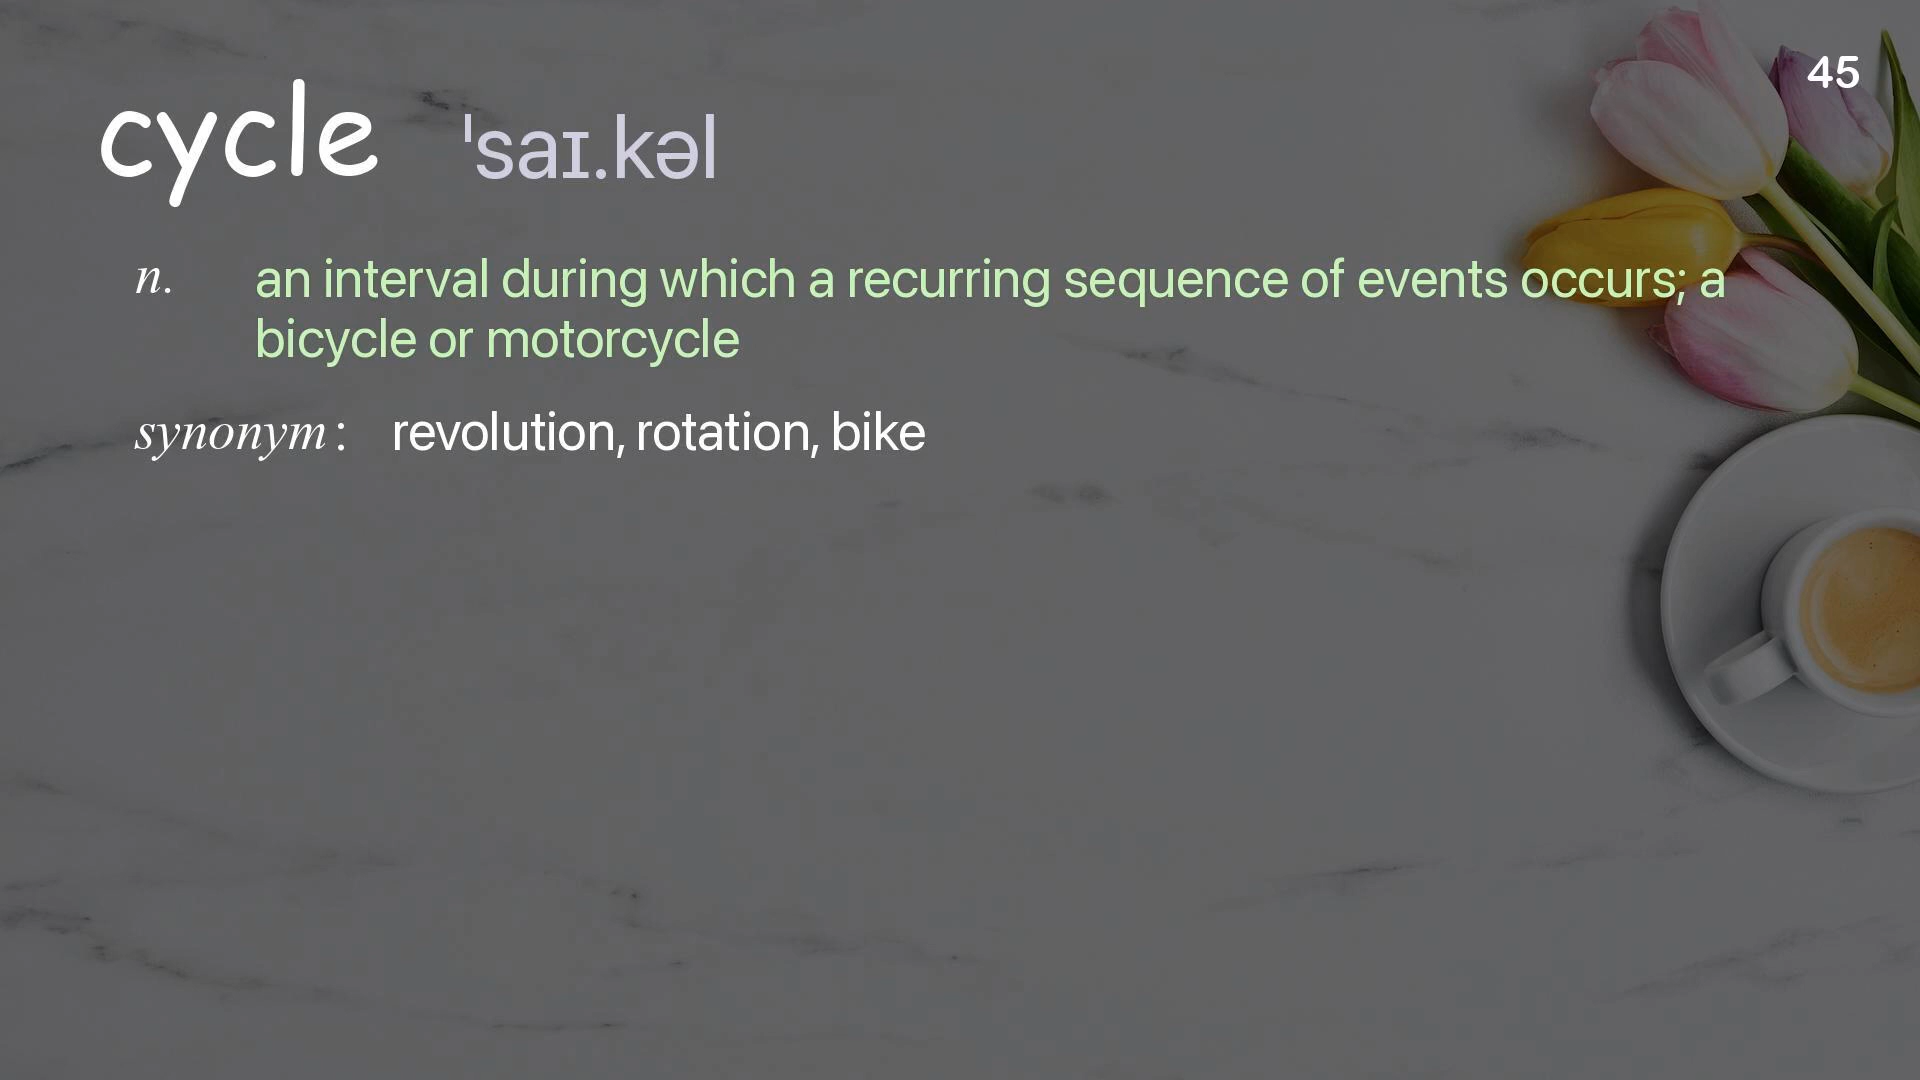 45
cycle ˈsaɪ.kəl
n. an interval during which a recurring sequence of events occurs; a
bicycle or motorcycle
synonym: revolution, rotation, bike